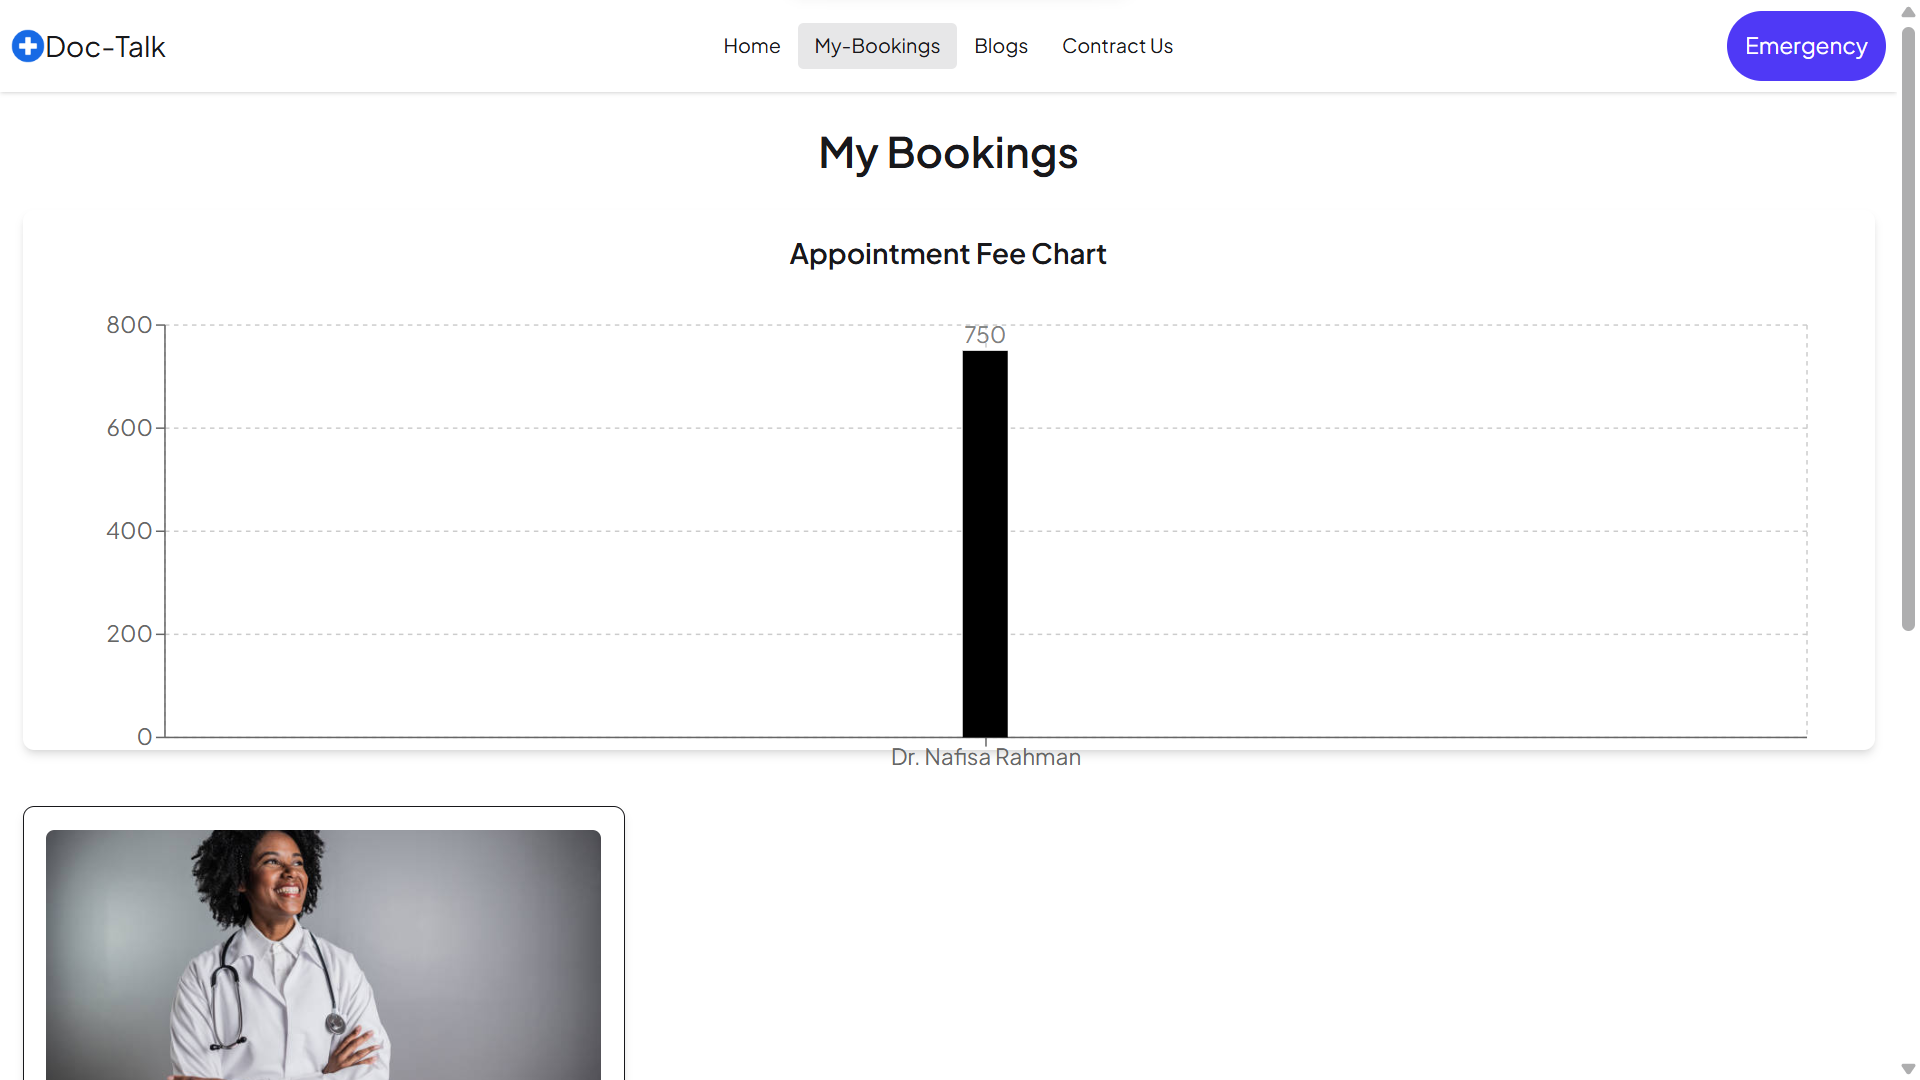 Doc-Talk
Home
My-Bookings
Blogs
Contract Us
Emergency
My Bookings
Appointment Fee Chart
800
750
600
400
200
0
Dr. Nafisa Rahman